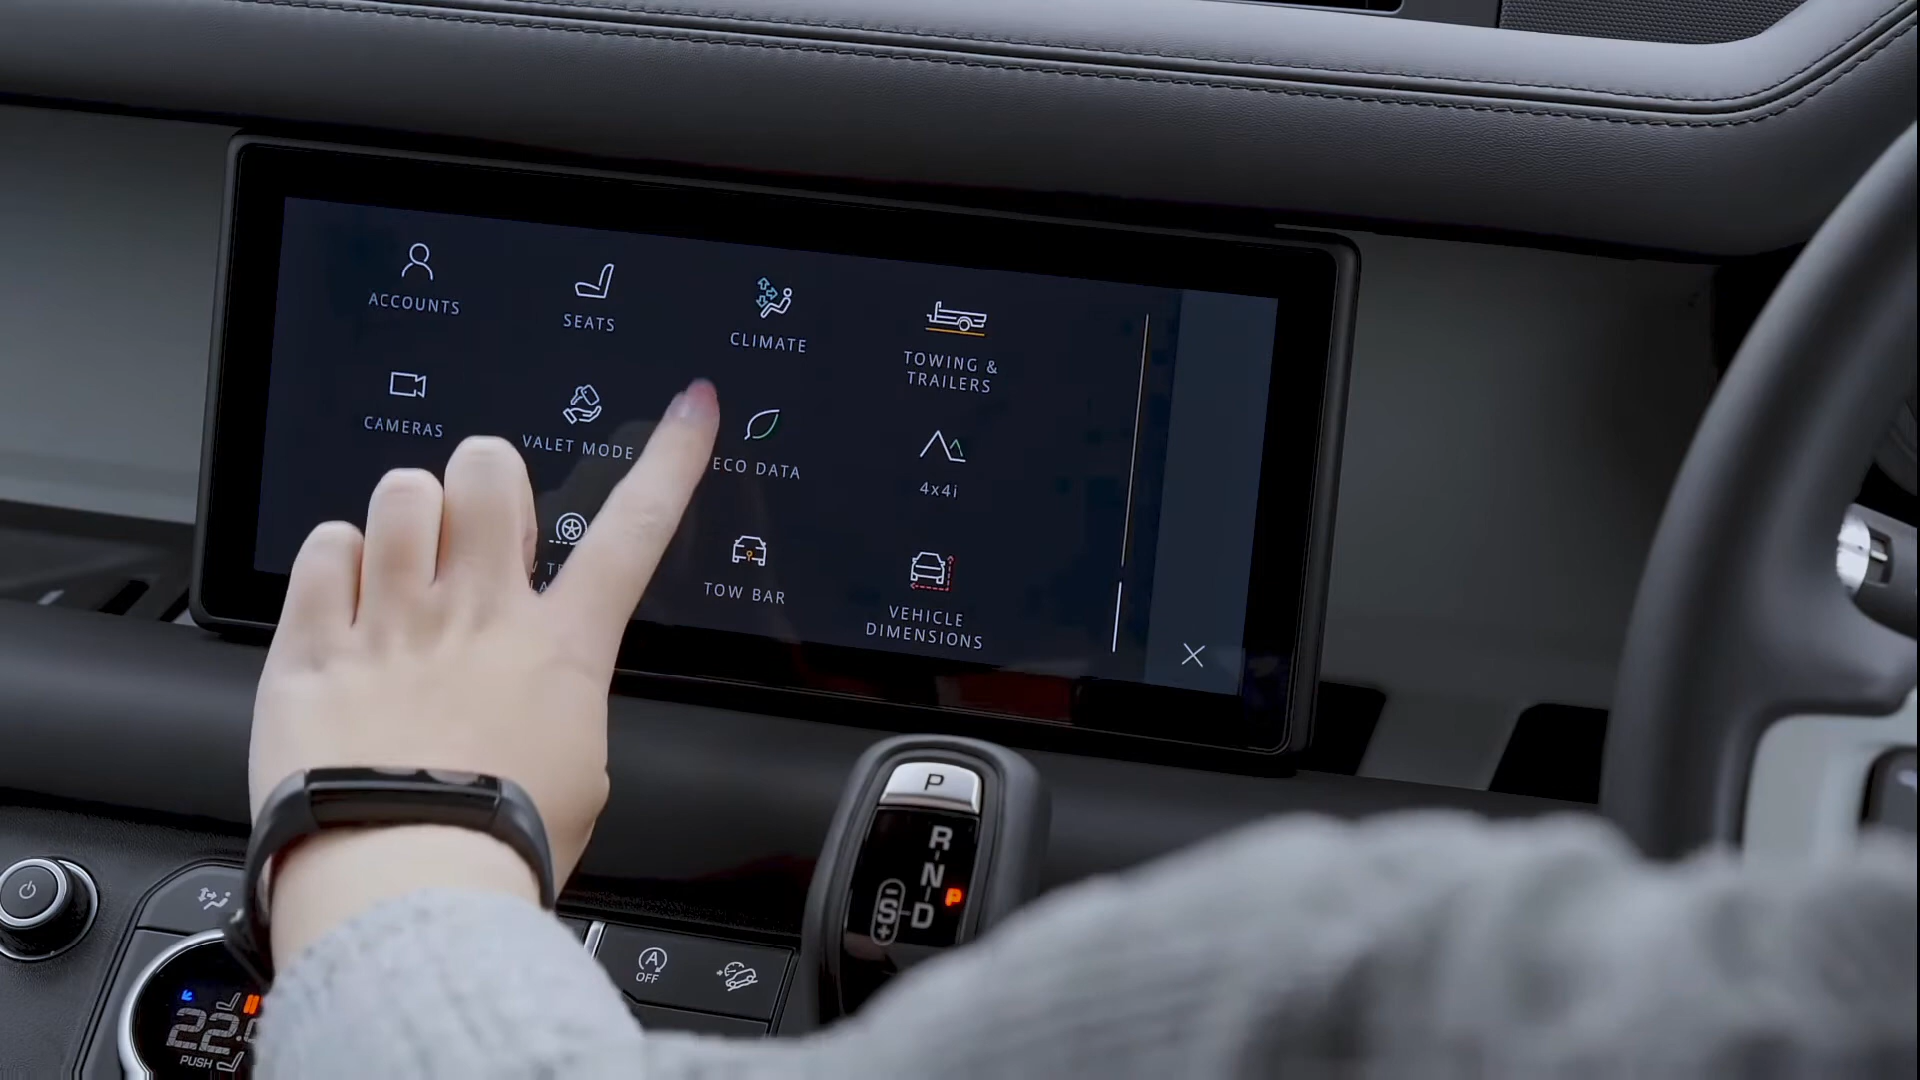 ACCOUNTS
SEATS
CLIMATE
TOWING &
TRAILERS
CAMERAS
VALET MODE
ECO DATA
4x4i
TOW BAR
VEHICLE
DIMENSIONS
P
R
N
P
S
D
A
OFF
PUSH